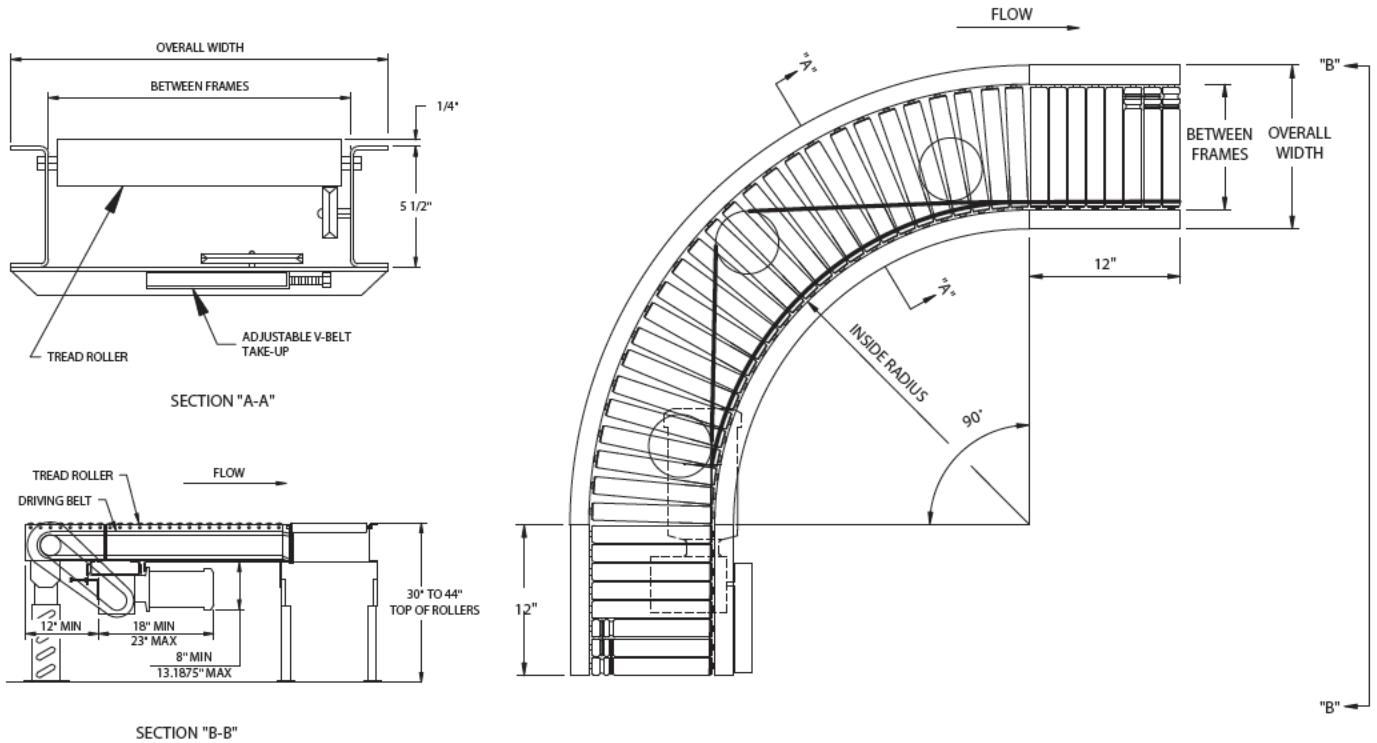 OVERALL WIDTH
BETWEEN FRAMES
1/4"
5 1/2"
ADJUSTABLE V-BELT
TAKE-UP
TREAD ROLLER
SECTION "A-A"
TREAD ROLLER
FLOW
DRIVING BELT
30" TO 44"
TOP OF ROLLERS
12" MIN
18" MIN
23" MAX
8" MIN
13.1875" MAX
SECTION "B-B"
FLOW
"A"
"B"
BETWEEN
FRAMES
OVERALL
WIDTH
12"
"A"
INSIDE RADIUS
90°
12"
"B"